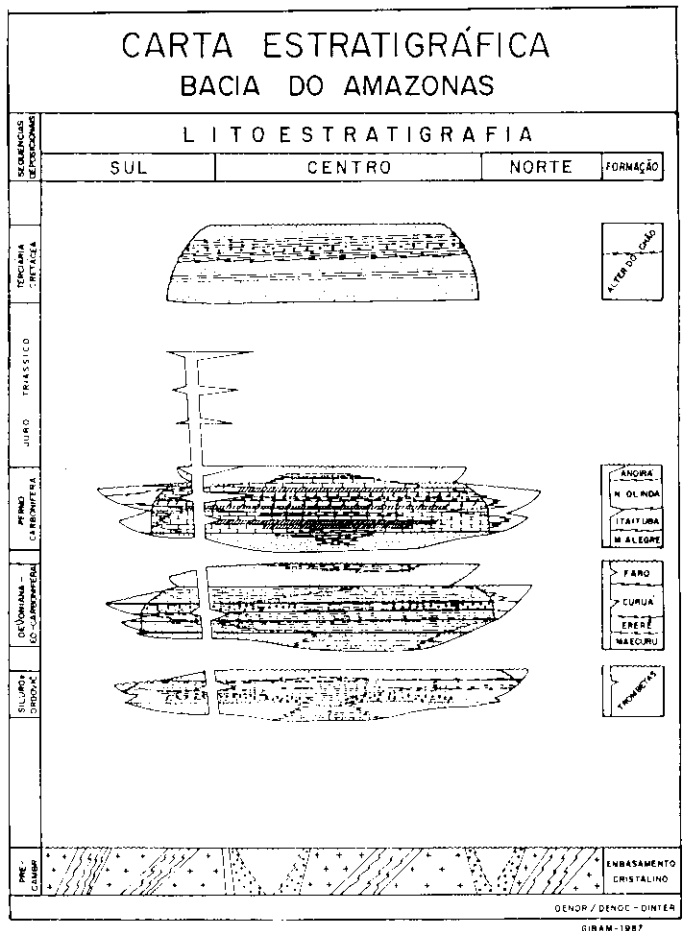 CARTA ESTRATIGRÁFICA
BACIA DO AMAZONAS
SEQUÊNCIAS
DEPOSICIONAIS
LITOESTRATIGRAFIA
SUL
CENTRO
NORTE
FORMAÇÃO
TERCIÁRIA
CRETÁCEA
ALTER DO CHÃO
JURO TRIÁSSICO
PERMO
CARBONÍFERA
ANDIRÁ
N. OLINDA
ITAITUBA
M. ALEGRE
DEVONIANA -
EO-CARBONÍFERA
FARO
CURUÁ
ERERÊ
MAECURU
SILURO
ORDOVIC
TROMBETAS
PRÉ-
CAMBR
EMBASAMENTO
CRISTALINO
DENOR / DENOC - DINTER
GIBAM-1987